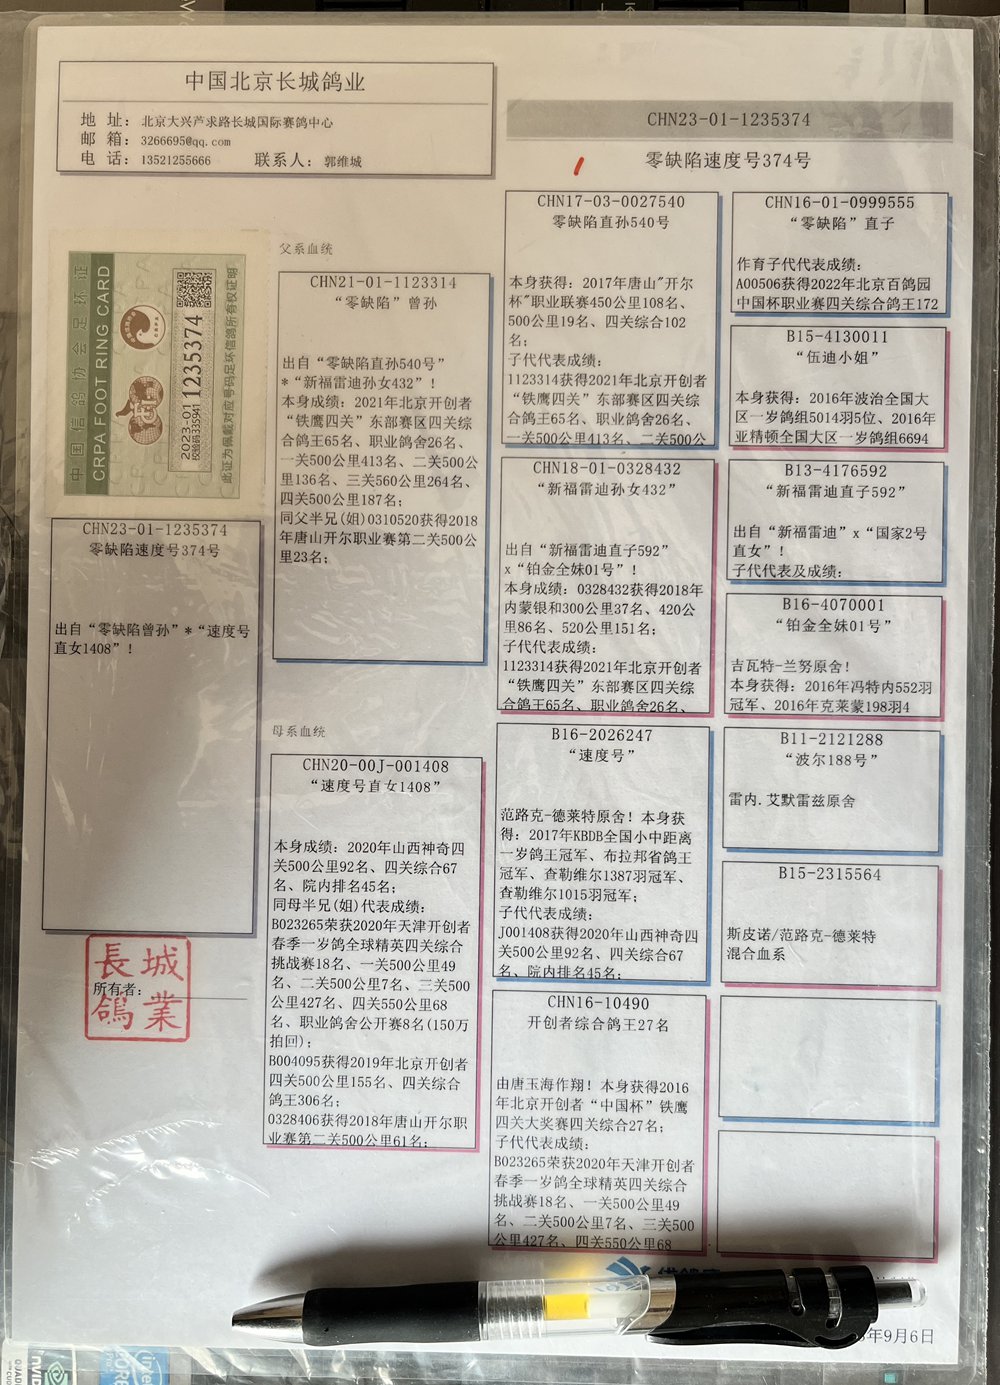 中国北京长城鸽业
地 址: 北京大兴芦求路长城国际赛鸽中心
邮 箱: 3266695@qq.com
电 话: 13521255666 联系人: 郭维城
CHN23-01-1235374
零缺陷速度号374号
中国信鸽协会足环证
CRPA FOOT RING CARD
2023-01 1235374
校验码335941
此证为佩戴对应号码足环信鸽所有权证明
CHN23-01-1235374
零缺陷速度号374号
出自“零缺陷曾孙”*“速度号
直女1408”!
長城
鴿業
所有者:
父系血统
CHN21-01-1123314
“零缺陷”曾孙
出自“零缺陷直孙540号”
*“新福雷迪孙女432”!
本身成绩: 2021年北京开创者
“铁鹰四关”东部赛区四关综
合鸽王65名、职业鸽舍26名、
一关500公里413名、二关500公
里136名、三关560公里264名、
四关500公里187名;
同父半兄(姐)0310520获得2018
年唐山开尔职业赛第二关500公
里23名;
母系血统
CHN20-00J-001408
“速度号直女1408”
本身成绩: 2020年山西神奇四
关500公里92名、四关综合67
名、院内排名45名;
同母半兄(姐)代表成绩:
B023265荣获2020年天津开创者
春季一岁鸽全球精英四关综合
挑战赛18名、一关500公里49
名、二关500公里7名、三关500
公里427名、四关550公里68
名、职业鸽舍公开赛8名(150万
拍回);
B004095获得2019年北京开创者
四关500公里155名、四关综合
鸽王306名;
0328406获得2018年唐山开尔职
业赛第二关500公里61名;
CHN17-03-0027540
零缺陷直孙540号
本身获得: 2017年唐山"开尔
杯"职业联赛450公里108名、
500公里19名、四关综合102
名;
子代代表成绩:
1123314获得2021年北京开创者
“铁鹰四关”东部赛区四关综
合鸽王65名、职业鸽舍26名、
一关500公里413名、二关500公
CHN18-01-0328432
“新福雷迪孙女432”
出自“新福雷迪直子592”
x“铂金全妹01号”!
本身成绩: 0328432获得2018年
内蒙银和300公里37名、420公
里86名、520公里151名;
子代代表成绩:
1123314获得2021年北京开创者
“铁鹰四关”东部赛区四关综
合鸽王65名、职业鸽舍26名、
B16-2026247
“速度号”
范路克-德莱特原舍! 本身获
得: 2017年KBDB全国小中距离
一岁鸽王冠军、布拉邦省鸽王
冠军、查勒维尔1387羽冠军、
查勒维尔1015羽冠军;
子代代表成绩:
J001408获得2020年山西神奇四
关500公里92名、四关综合67
名、院内排名45名;
CHN16-10490
开创者综合鸽王27名
由唐玉海作翔! 本身获得2016
年北京开创者“中国杯”铁鹰
四关大奖赛四关综合27名;
子代代表成绩:
B023265荣获2020年天津开创者
春季一岁鸽全球精英四关综合
挑战赛18名、一关500公里49
名、二关500公里7名、三关500
公里427名、四关550公里68
CHN16-01-0999555
“零缺陷”直子
作育子代代表成绩:
A00506获得2022年北京百鸽园
中国杯职业赛四关综合鸽王172
B15-4130011
“伍迪小姐”
本身获得: 2016年波治全国大
区一岁鸽组5014羽5位、2016年
亚精顿全国大区一岁鸽组6694
B13-4176592
“新福雷迪直子592”
出自“新福雷迪”x“国家2号
直女”!
子代代表及成绩:
B16-4070001
“铂金全妹01号”
吉瓦特-兰努原舍!
本身获得: 2016年冯特内552羽
冠军、2016年克莱蒙198羽4
B11-2121288
“波尔188号”
雷内.艾默雷兹原舍
B15-2315564
斯皮诺/范路克-德莱特
混合血系
年9月6日
intel